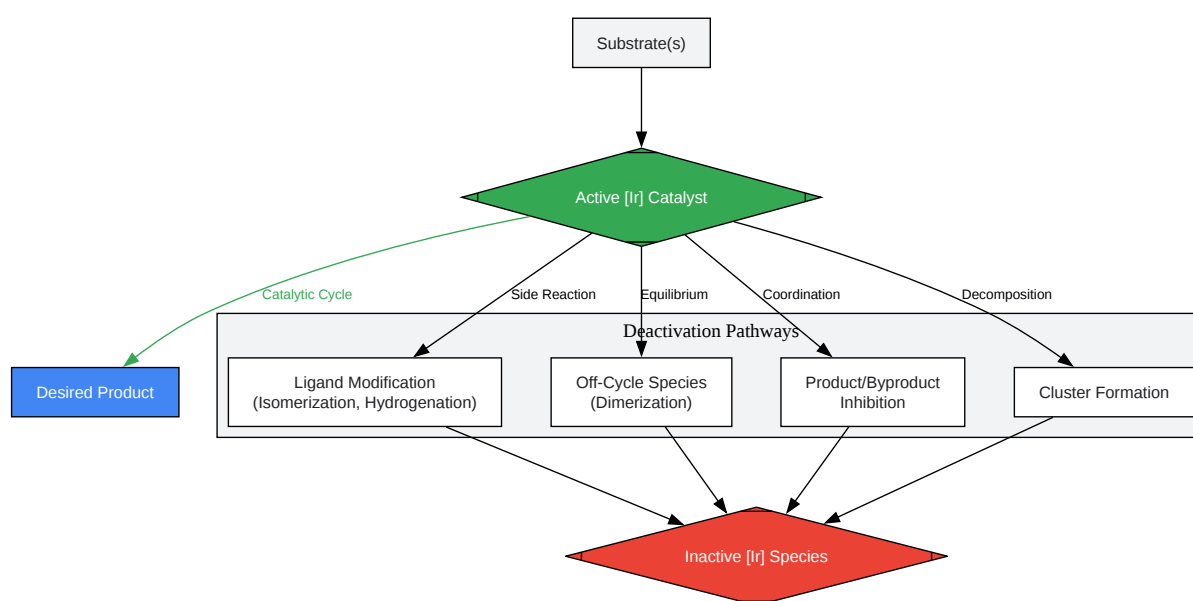 Substrate(s)
Active [Ir] Catalyst
Catalytic Cycle
Side Reaction
Equilibrium
Coordination
Decomposition
Deactivation Pathways
Desired Product
Ligand Modification
(Isomerization, Hydrogenation)
Off-Cycle Species
(Dimerization)
Product/Byproduct
Inhibition
Cluster Formation
Inactive [Ir] Species